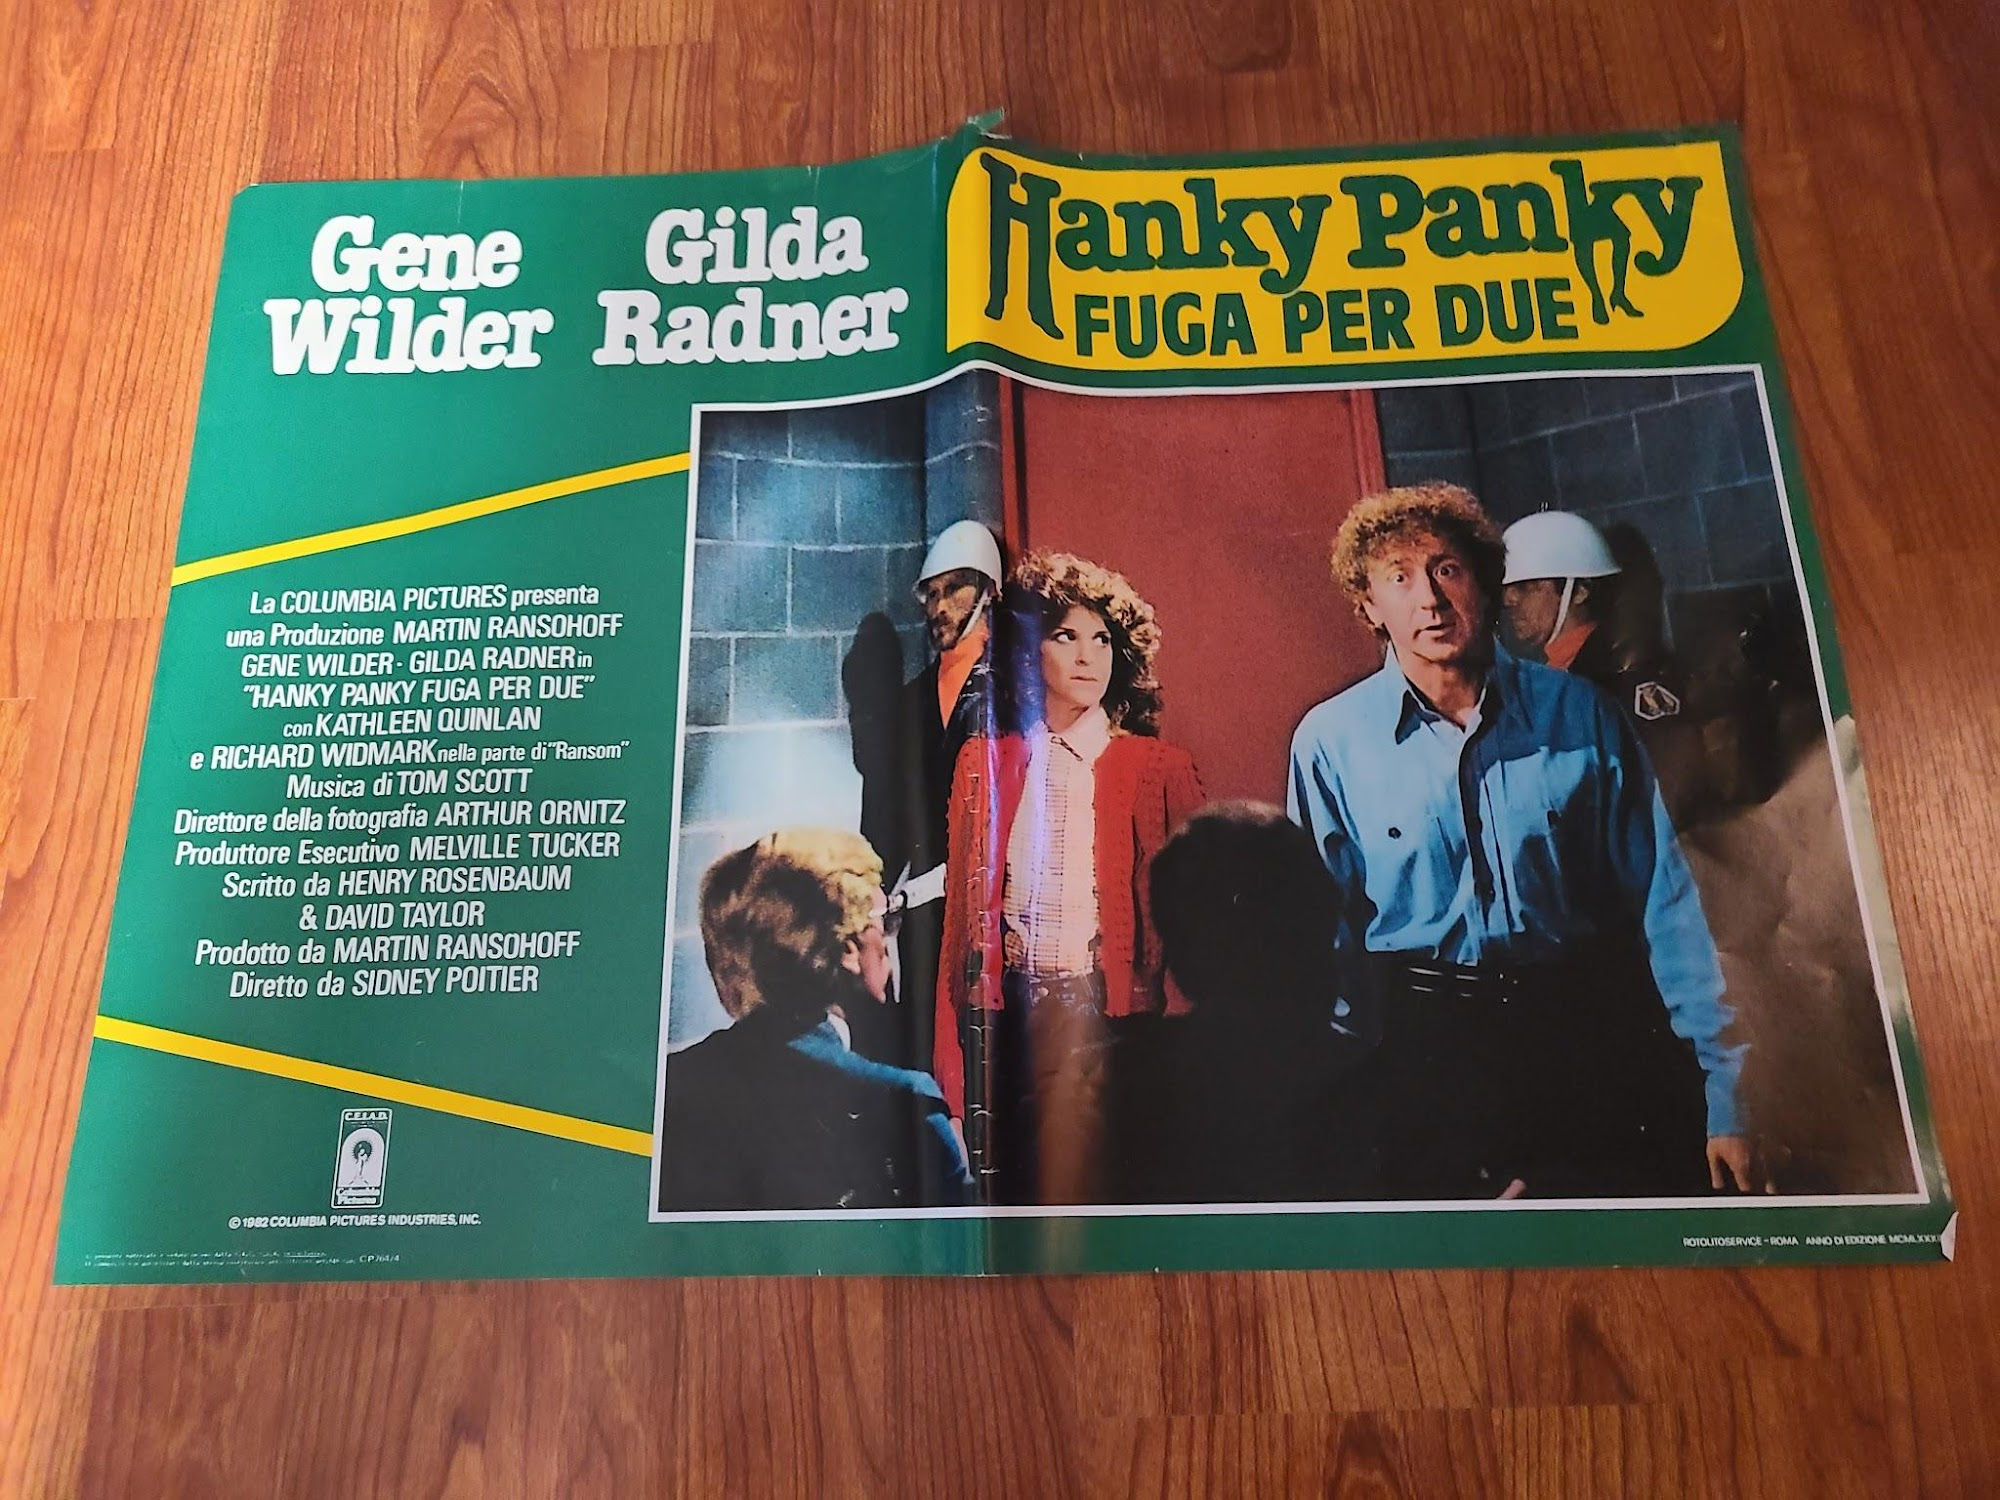 Gene
Wilder
Gilda
Radner
Hanky Panky
FUGA PER DUE
La COLUMBIA PICTURES presenta
una Produzione MARTIN RANSOHOFF
GENE WILDER - GILDA RADNER in
"HANKY PANKY FUGA PER DUE"
con KATHLEEN QUINLAN
e RICHARD WIDMARK nella parte di "Ransom"
Musica di TOM SCOTT
Direttore della fotografia ARTHUR ORNITZ
Produttore Esecutivo MELVILLE TUCKER
Scritto da HENRY ROSENBAUM
& DAVID TAYLOR
Prodotto da MARTIN RANSOHOFF
Diretto da SIDNEY POITIER
C.E.I.A.D.
Columbia
Pictures
© 1982 COLUMBIA PICTURES INDUSTRIES, INC.
ROTOLITOSERVICE - ROMA ANNO DI EDIZIONE